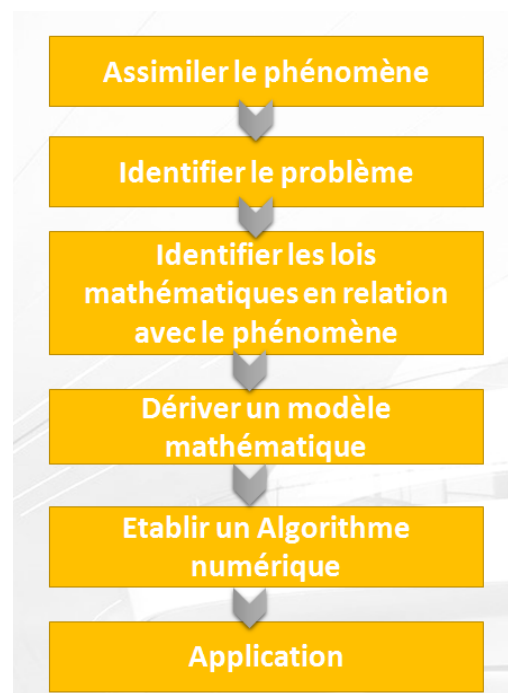 Assimiler le phénomène
Identifier le problème
Identifier les lois
mathématiques en relation
avec le phénomène
Dériver un modèle
mathématique
Etablir un Algorithme
numérique
Application